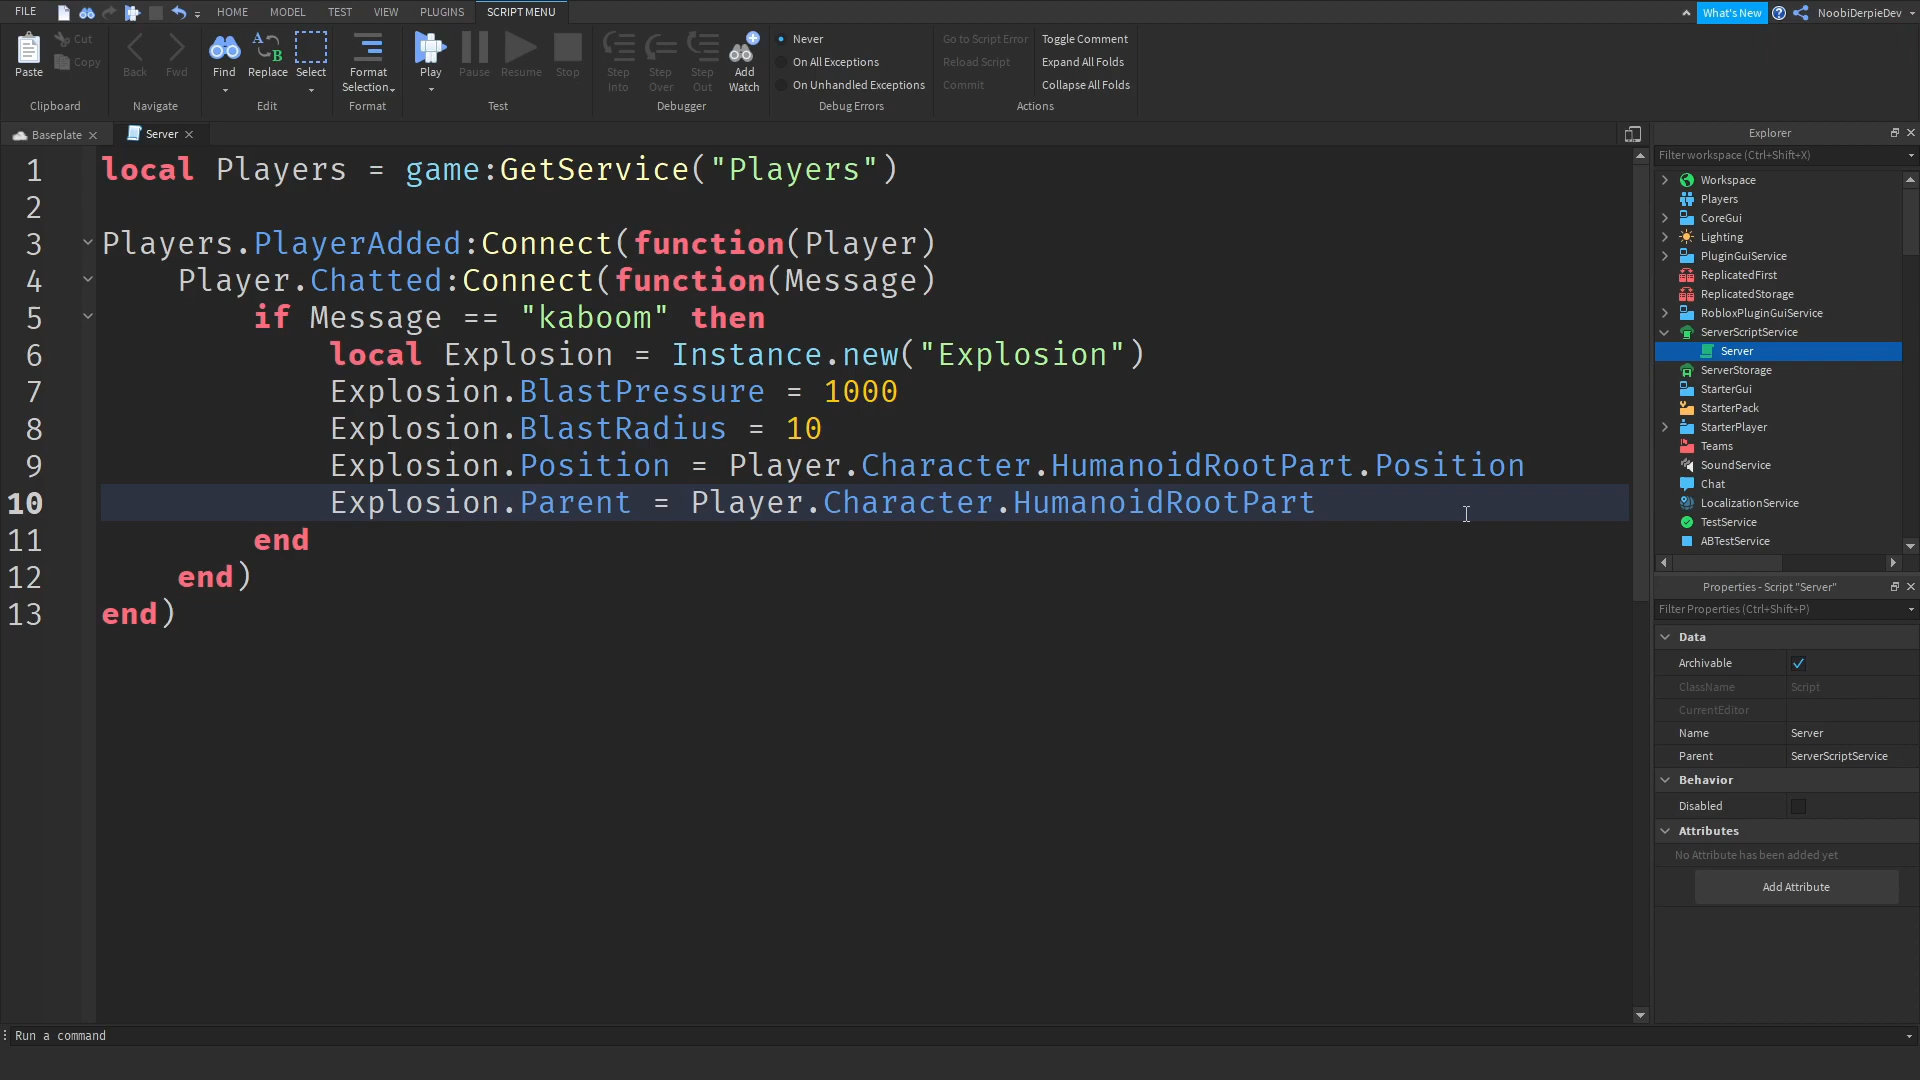 FILE HOME MODEL TEST VIEW PLUGINS SCRIPT MENU What's New NoobiDerpieDev
Paste Cut Copy Back Fwd Find Replace Select Format Selection Play Pause Resume Stop Step Into Step Over Step Out Add Watch
Never
On All Exceptions
On Unhandled Exceptions
Go to Script Error
Reload Script
Commit
Toggle Comment
Expand All Folds
Collapse All Folds
Clipboard Navigate Edit Format Test Debugger Debug Errors Actions
Baseplate Server
1 local Players = game:GetService("Players")
2
3 Players.PlayerAdded:Connect(function(Player)
4 Player.Chatted:Connect(function(Message)
5 if Message == "kaboom" then
6 local Explosion = Instance.new("Explosion")
7 Explosion.BlastPressure = 1000
8 Explosion.BlastRadius = 10
9 Explosion.Position = Player.Character.HumanoidRootPart.Position
10 Explosion.Parent = Player.Character.HumanoidRootPart
11 end
12 end)
13 end)
Explorer
Filter workspace (Ctrl+Shift+X)
Workspace
Players
CoreGui
Lighting
PluginGuiService
ReplicatedFirst
ReplicatedStorage
RobloxPluginGuiService
ServerScriptService
Server
ServerStorage
StarterGui
StarterPack
StarterPlayer
Teams
SoundService
Chat
LocalizationService
TestService
ABTestService
Properties - Script "Server"
Filter Properties (Ctrl+Shift+P)
Data
Archivable
ClassName Script
CurrentEditor
Name Server
Parent ServerScriptService
Behavior
Disabled
Attributes
No Attribute has been added yet
Add Attribute
Run a command